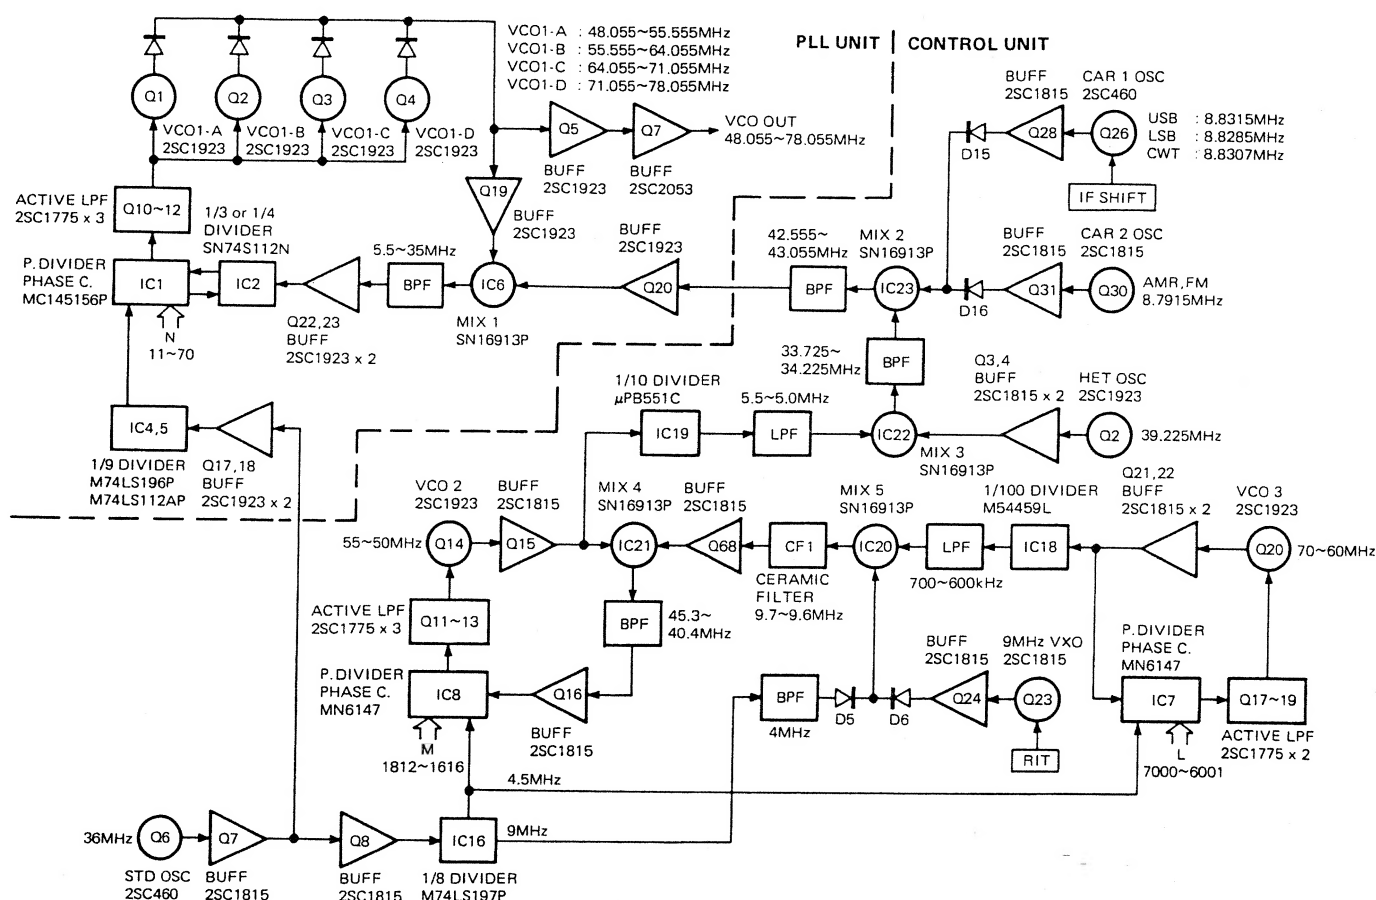 VCO1-A : 48.055~55.555MHz
VCO1-B : 55.555~64.055MHz
VCO1-C : 64.055~71.055MHz
VCO1-D : 71.055~78.055MHz
PLL UNIT
CONTROL UNIT
Q1
Q2
Q3
Q4
VCO1-A
2SC1923
VCO1-B
2SC1923
VCO1-C
2SC1923
VCO1-D
2SC1923
Q5
BUFF
2SC1923
Q7
BUFF
2SC2053
VCO OUT
48.055~78.055MHz
BUFF
2SC1815
Q28
CAR 1 OSC
2SC460
Q26
USB : 8.8315MHz
LSB : 8.8285MHz
CWT : 8.8307MHz
D15
IF SHIFT
ACTIVE LPF
2SC1775 x 3
Q10~12
1/3 or 1/4
DIVIDER
SN74S112N
Q19
BUFF
2SC1923
P.DIVIDER
PHASE C.
MC145156P
IC1
IC2
N
11~70
Q22,23
BUFF
2SC1923 x 2
5.5~35MHz
BPF
IC6
MIX 1
SN16913P
BUFF
2SC1923
Q20
42.555~
43.055MHz
BPF
MIX 2
SN16913P
IC23
BUFF
2SC1815
Q31
CAR 2 OSC
2SC1815
Q30
AMR,FM
8.7915MHz
D16
33.725~
34.225MHz
BPF
IC4,5
1/9 DIVIDER
M74LS196P
M74LS112AP
Q17,18
BUFF
2SC1923 x 2
1/10 DIVIDER
μPB551C
IC19
5.5~5.0MHz
LPF
IC22
MIX 3
SN16913P
Q3,4
BUFF
2SC1815 x 2
HET OSC
2SC1923
Q2
39.225MHz
VCO 2
2SC1923
55~50MHz
Q14
BUFF
2SC1815
Q15
MIX 4
SN16913P
IC21
BUFF
2SC1815
Q68
CF1
CERAMIC
FILTER
9.7~9.6MHz
MIX 5
SN16913P
IC20
LPF
700~600kHz
1/100 DIVIDER
M54459L
IC18
Q21,22
BUFF
2SC1815 x 2
VCO 3
2SC1923
Q20
70~60MHz
ACTIVE LPF
2SC1775 x 3
Q11~13
BPF
45.3~
40.4MHz
P.DIVIDER
PHASE C.
MN6147
IC8
M
1812~1616
Q16
BUFF
2SC1815
BPF
4MHz
D5
D6
BUFF
2SC1815
Q24
9MHz VXO
2SC1815
Q23
RIT
P.DIVIDER
PHASE C.
MN6147
IC7
L
7000~6001
Q17~19
ACTIVE LPF
2SC1775 x 2
4.5MHz
9MHz
36MHz
Q6
STD OSC
2SC460
Q7
BUFF
2SC1815
Q8
BUFF
2SC1815
IC16
1/8 DIVIDER
M74LS197P